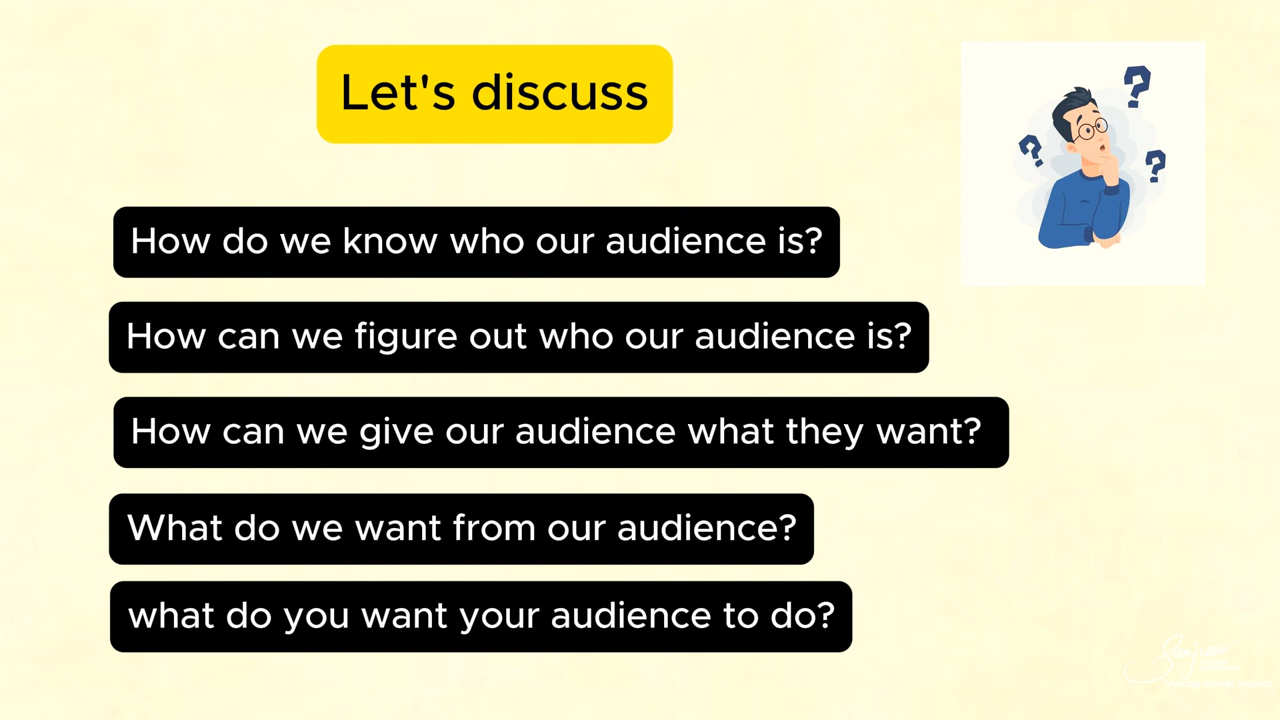 Let's discuss
How do we know who our audience is?
How can we figure out who our audience is?
How can we give our audience what they want?
What do we want from our audience?
what do you want your audience to do?